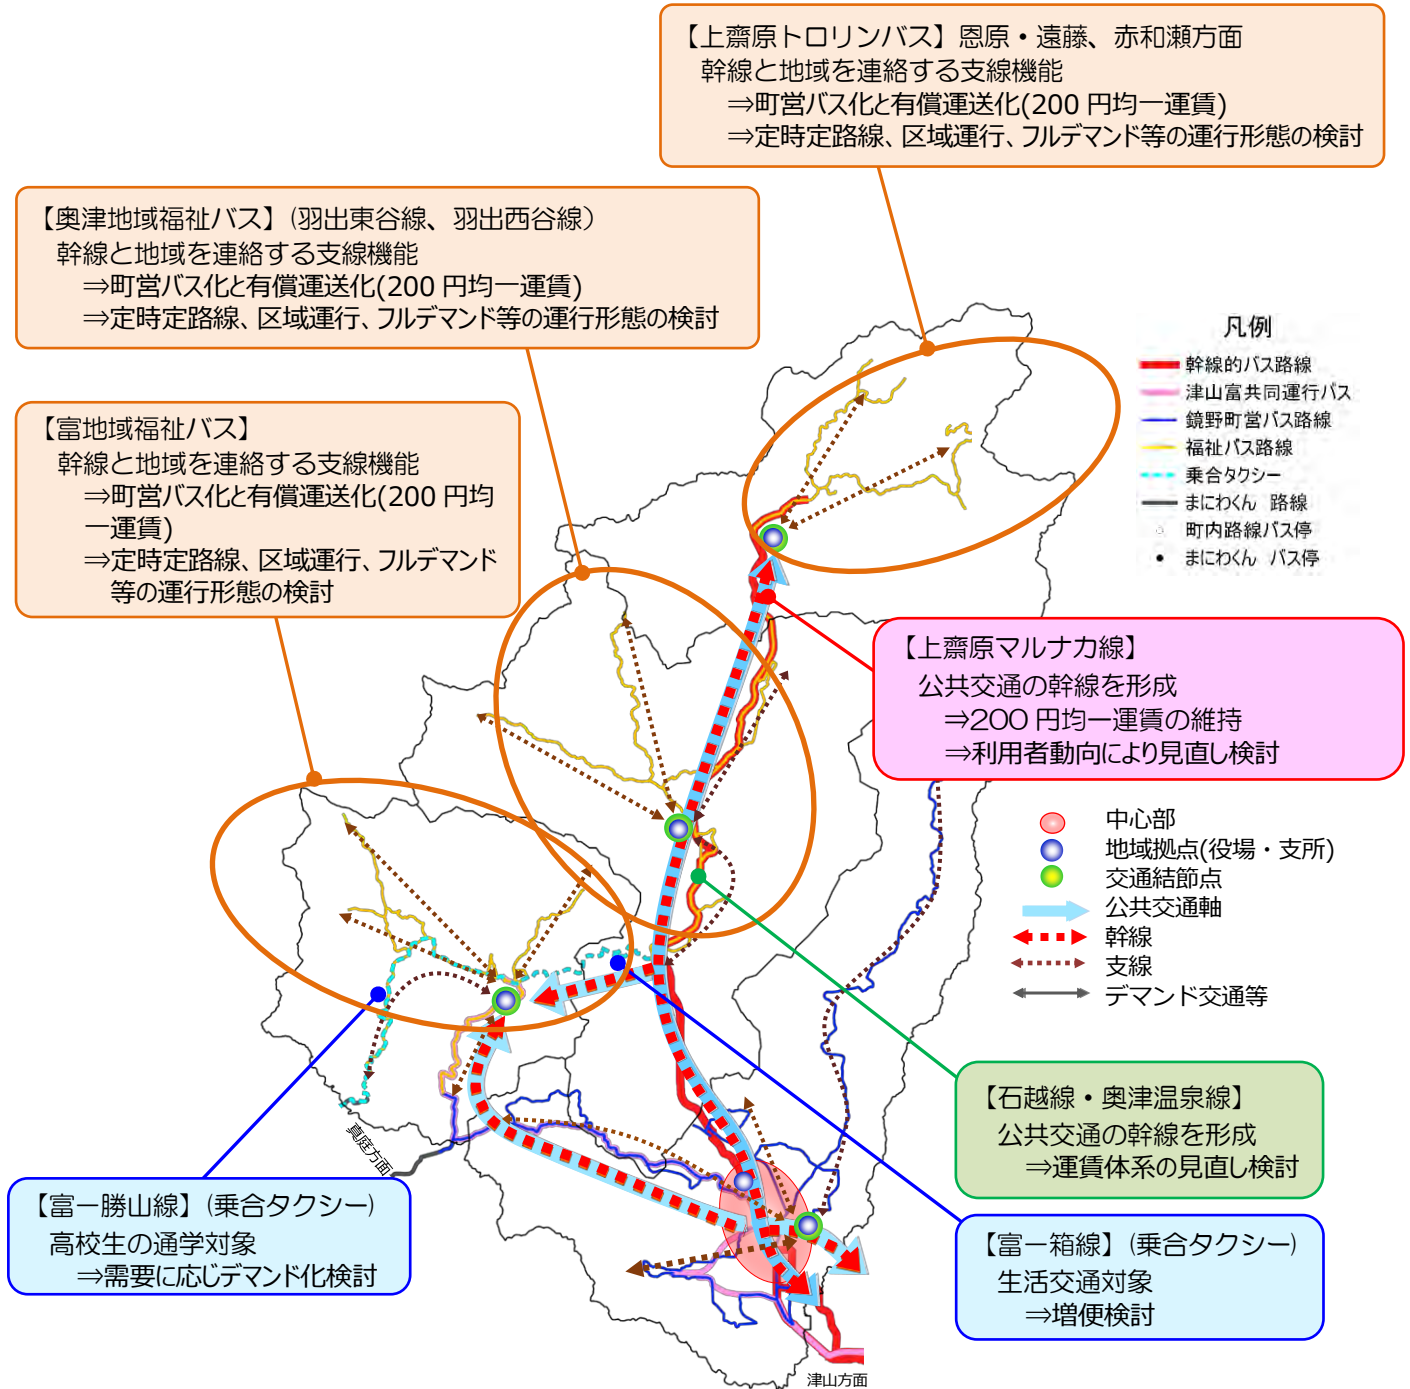 【上齋原トロリンバス】恩原・遠藤、赤和瀬方面
幹線と地域を連絡する支線機能
⇒町営バス化と有償運送化(200 円均一運賃)
⇒定時定路線、区域運行、フルデマンド等の運行形態の検討
【奥津地域福祉バス】(羽出東谷線、羽出西谷線)
幹線と地域を連絡する支線機能
⇒町営バス化と有償運送化(200 円均一運賃)
⇒定時定路線、区域運行、フルデマンド等の運行形態の検討
【富地域福祉バス】
幹線と地域を連絡する支線機能
⇒町営バス化と有償運送化(200 円均
一運賃)
⇒定時定路線、区域運行、フルデマンド
等の運行形態の検討
凡例
幹線的バス路線
津山富共同運行バス
鏡野町営バス路線
福祉バス路線
乗合タクシー
まにわくん 路線
町内路線バス停
まにわくん バス停
【上齋原マルナカ線】
公共交通の幹線を形成
⇒200 円均一運賃の維持
⇒利用者動向により見直し検討
中心部
地域拠点(役場・支所)
交通結節点
公共交通軸
幹線
支線
デマンド交通等
【石越線・奥津温泉線】
公共交通の幹線を形成
⇒運賃体系の見直し検討
真庭方面
【富ー勝山線】(乗合タクシー)
高校生の通学対象
⇒需要に応じデマンド化検討
【富ー箱線】(乗合タクシー)
生活交通対象
⇒増便検討
津山方面